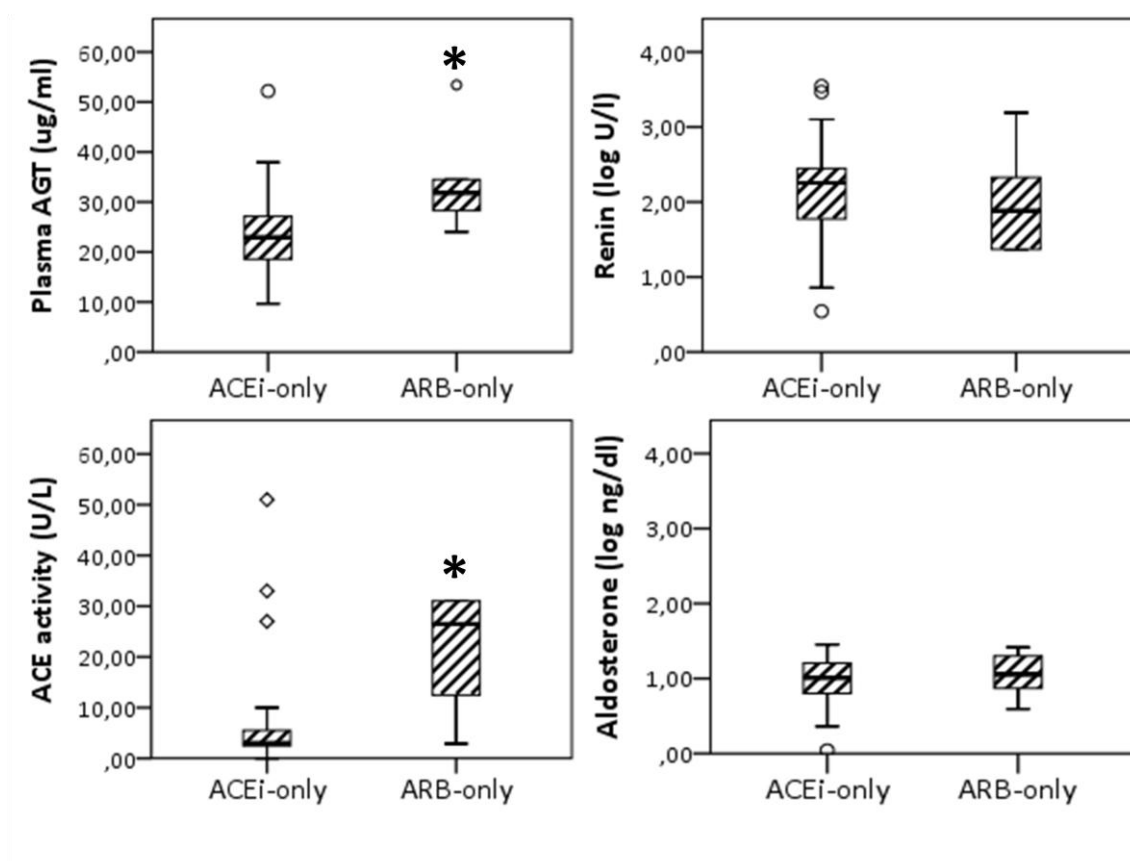 Plasma AGT (ug/ml)
60,00
50,00
40,00
30,00
20,00
10,00
,00
*
ACEi-only
ARB-only
Renin (log U/l)
4,00
3,00
2,00
1,00
,00
ACEi-only
ARB-only
ACE activity (U/L)
60,00
50,00
40,00
30,00
20,00
10,00
,00
*
ACEi-only
ARB-only
Aldosterone (log ng/dl)
4,00
3,00
2,00
1,00
,00
ACEi-only
ARB-only